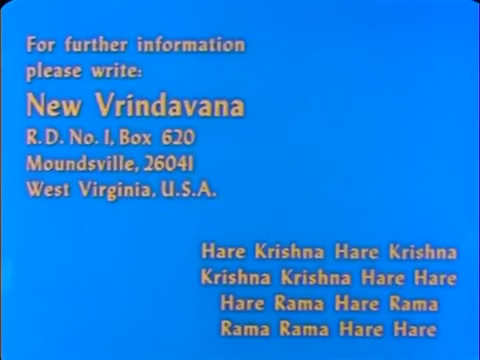 For further information
please write:
New Vrindavana
R.D. No. 1, Box 620
Moundsville, 26041
West Virginia, U.S.A.
Hare Krishna Hare Krishna
Krishna Krishna Hare Hare
Hare Rama Hare Rama
Rama Rama Hare Hare